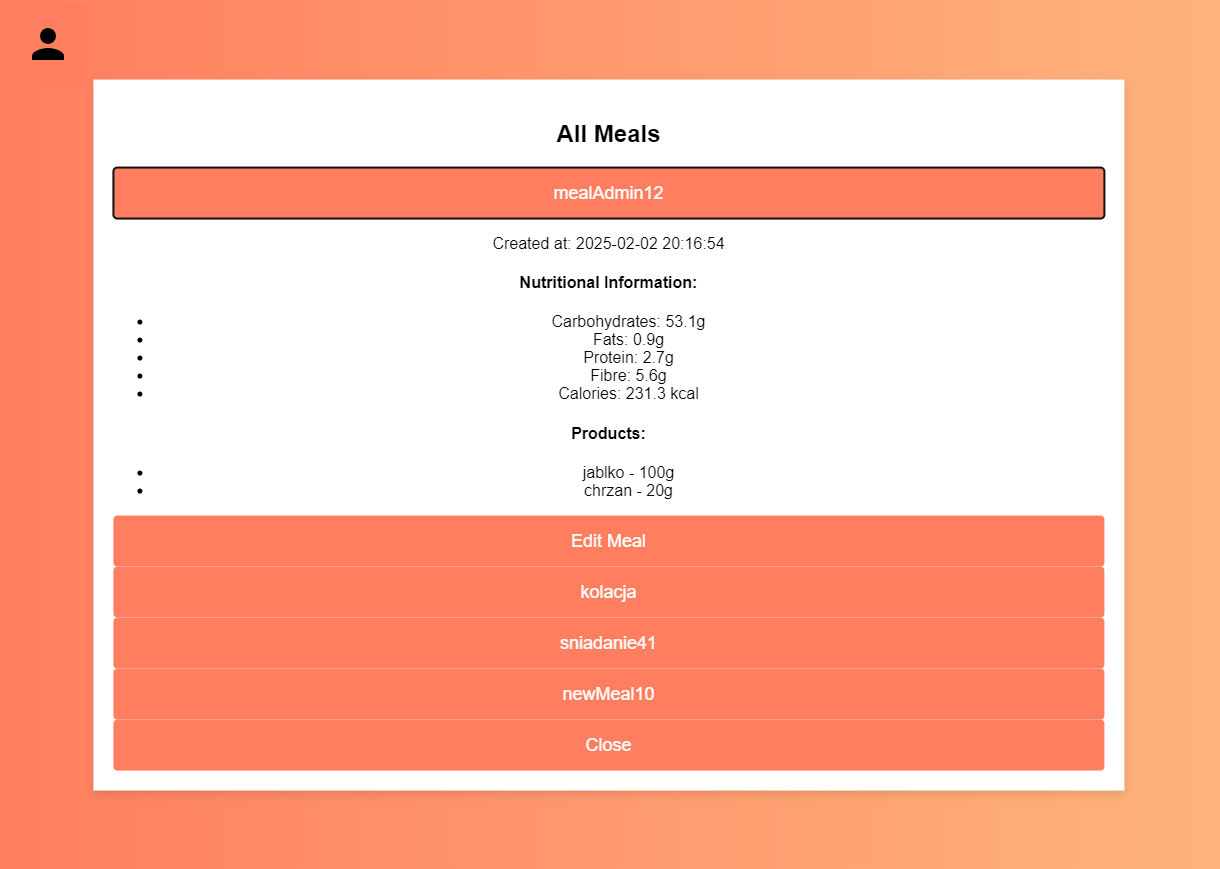 All Meals
mealAdmin12
Created at: 2025-02-02 20:16:54
Nutritional Information:
Carbohydrates: 53.1g
Fats: 0.9g
Protein: 2.7g
Fibre: 5.6g
Calories: 231.3 kcal
Products:
jablko - 100g
chrzan - 20g
Edit Meal
kolacja
sniadanie41
newMeal10
Close